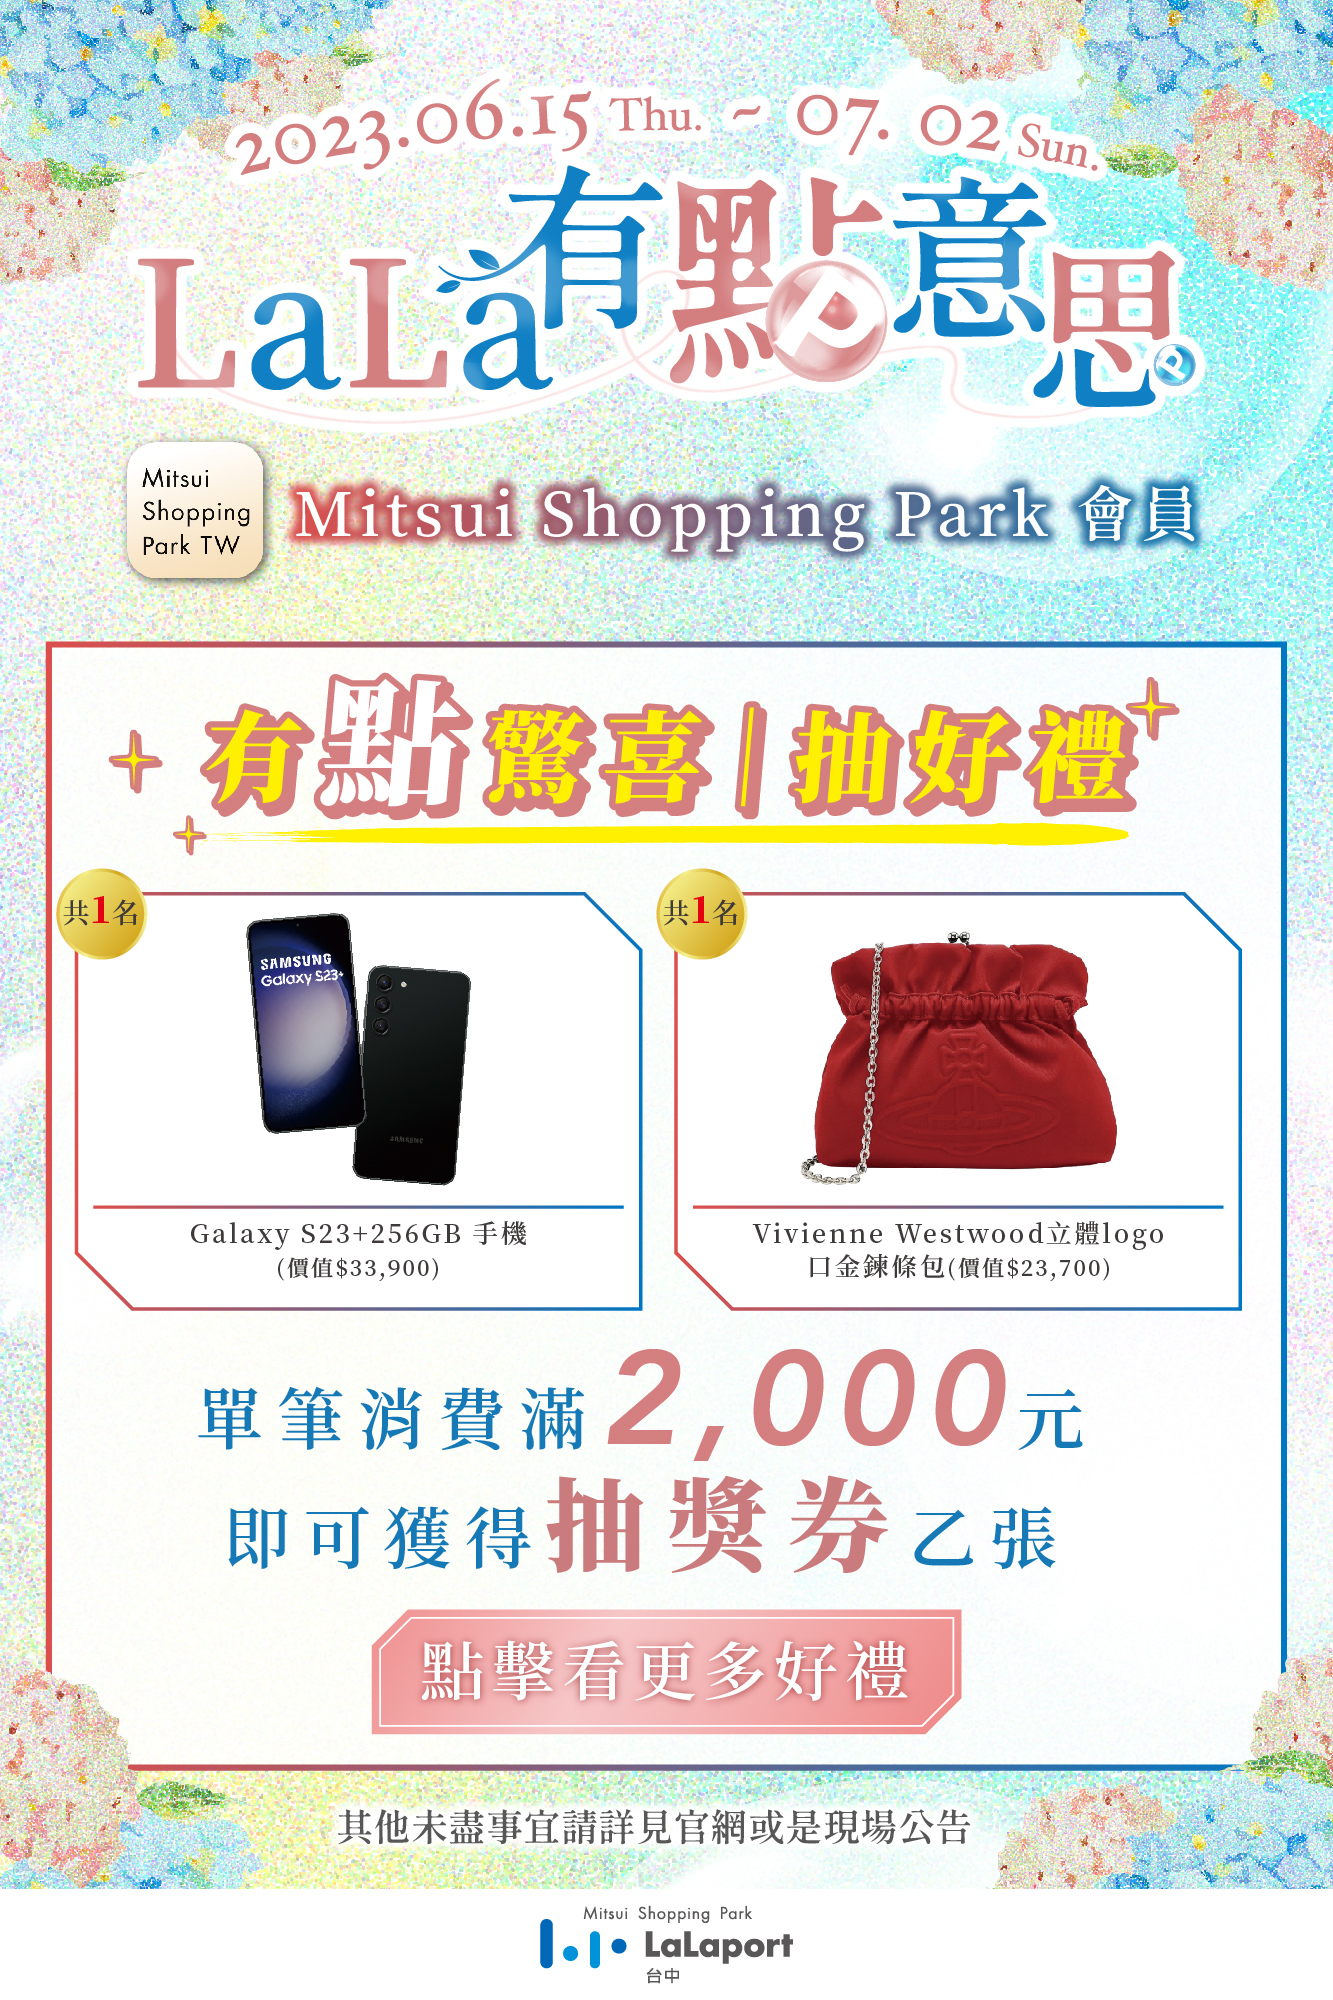 2023.06.15 Thu. ~ 07. 02 Sun.
LaLa有點意思
P
P
Mitsui
Shopping
Park TW
Mitsui Shopping Park 會員
有點驚喜|抽好禮
共1名
SAMSUNG
Galaxy S23+
SAMSUNG
Galaxy S23+256GB 手機
(價值$33,900)
共1名
Vivienne Westwood立體logo
口金鍊條包(價值$23,700)
單筆消費滿2,000元
即可獲得抽獎券乙張
點擊看更多好禮
其他未盡事宜請詳見官網或是現場公告
Mitsui Shopping Park
LaLaport
台中